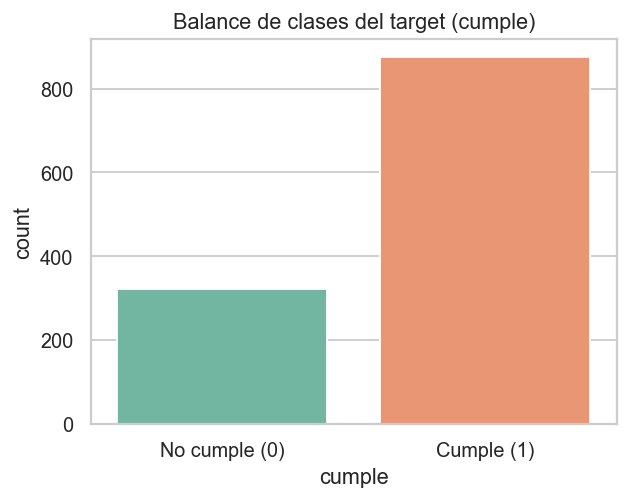 Balance de clases del target (cumple)
800
600
400
200
0
count
No cumple (0)
Cumple (1)
cumple